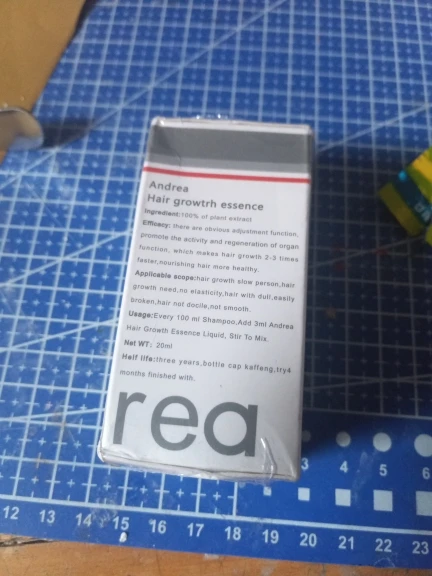 Andrea
Hair growtrh essence
Ingredient:100% of plant extract
Efficacy: there are obvious adjustment function.
promote the activity and regeneration of organ
function, which makes hair growth 2-3 times
faster,nourishing hair more healthy.
Applicable scope:hair growth slow person,hair
growth need,no elasticity,hair with dull,easily
broken,hair not docile,not smooth.
Usage:Every 100 ml Shampoo,Add 3ml Andrea
Hair Growth Essence Liquid, Stir To Mix.
Net WT: 20ml
Half life:three years,bottle cap kaffeng,try4
months finished with.
rea
3 4 5 6
12 13 14 15 16 17 18 19 20 21 22 23